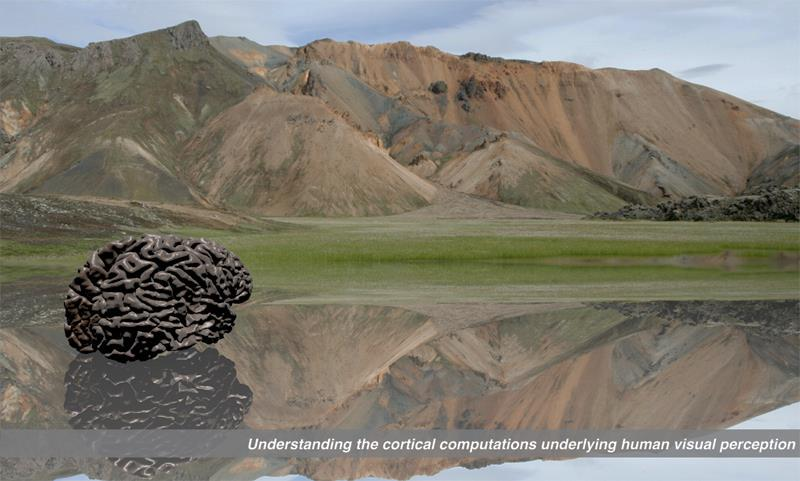 Understanding the cortical computations underlying human visual perception